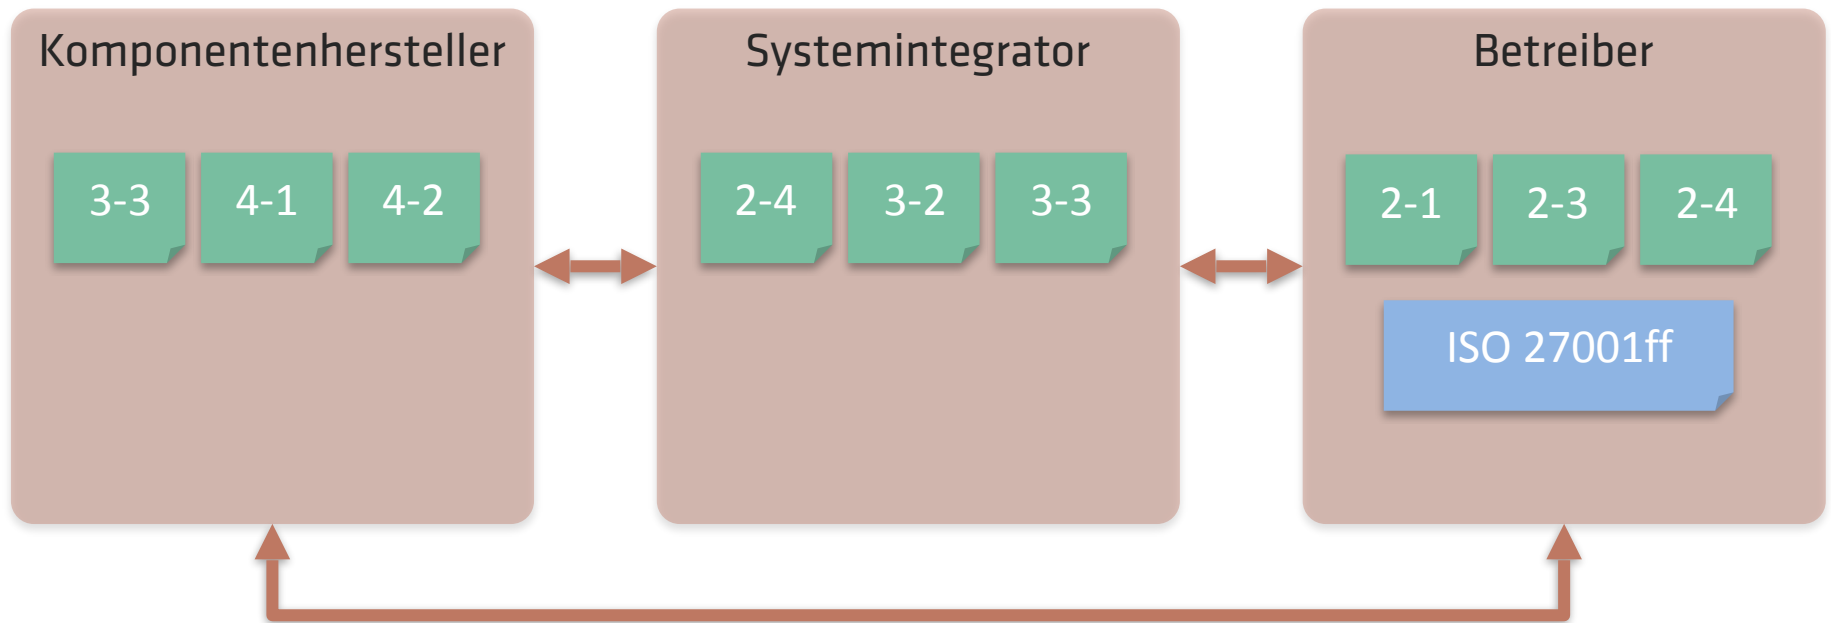 Komponentenhersteller
3-3 4-1 4-2
Systemintegrator
2-4 3-2 3-3
Betreiber
2-1 2-3 2-4
ISO 27001ff